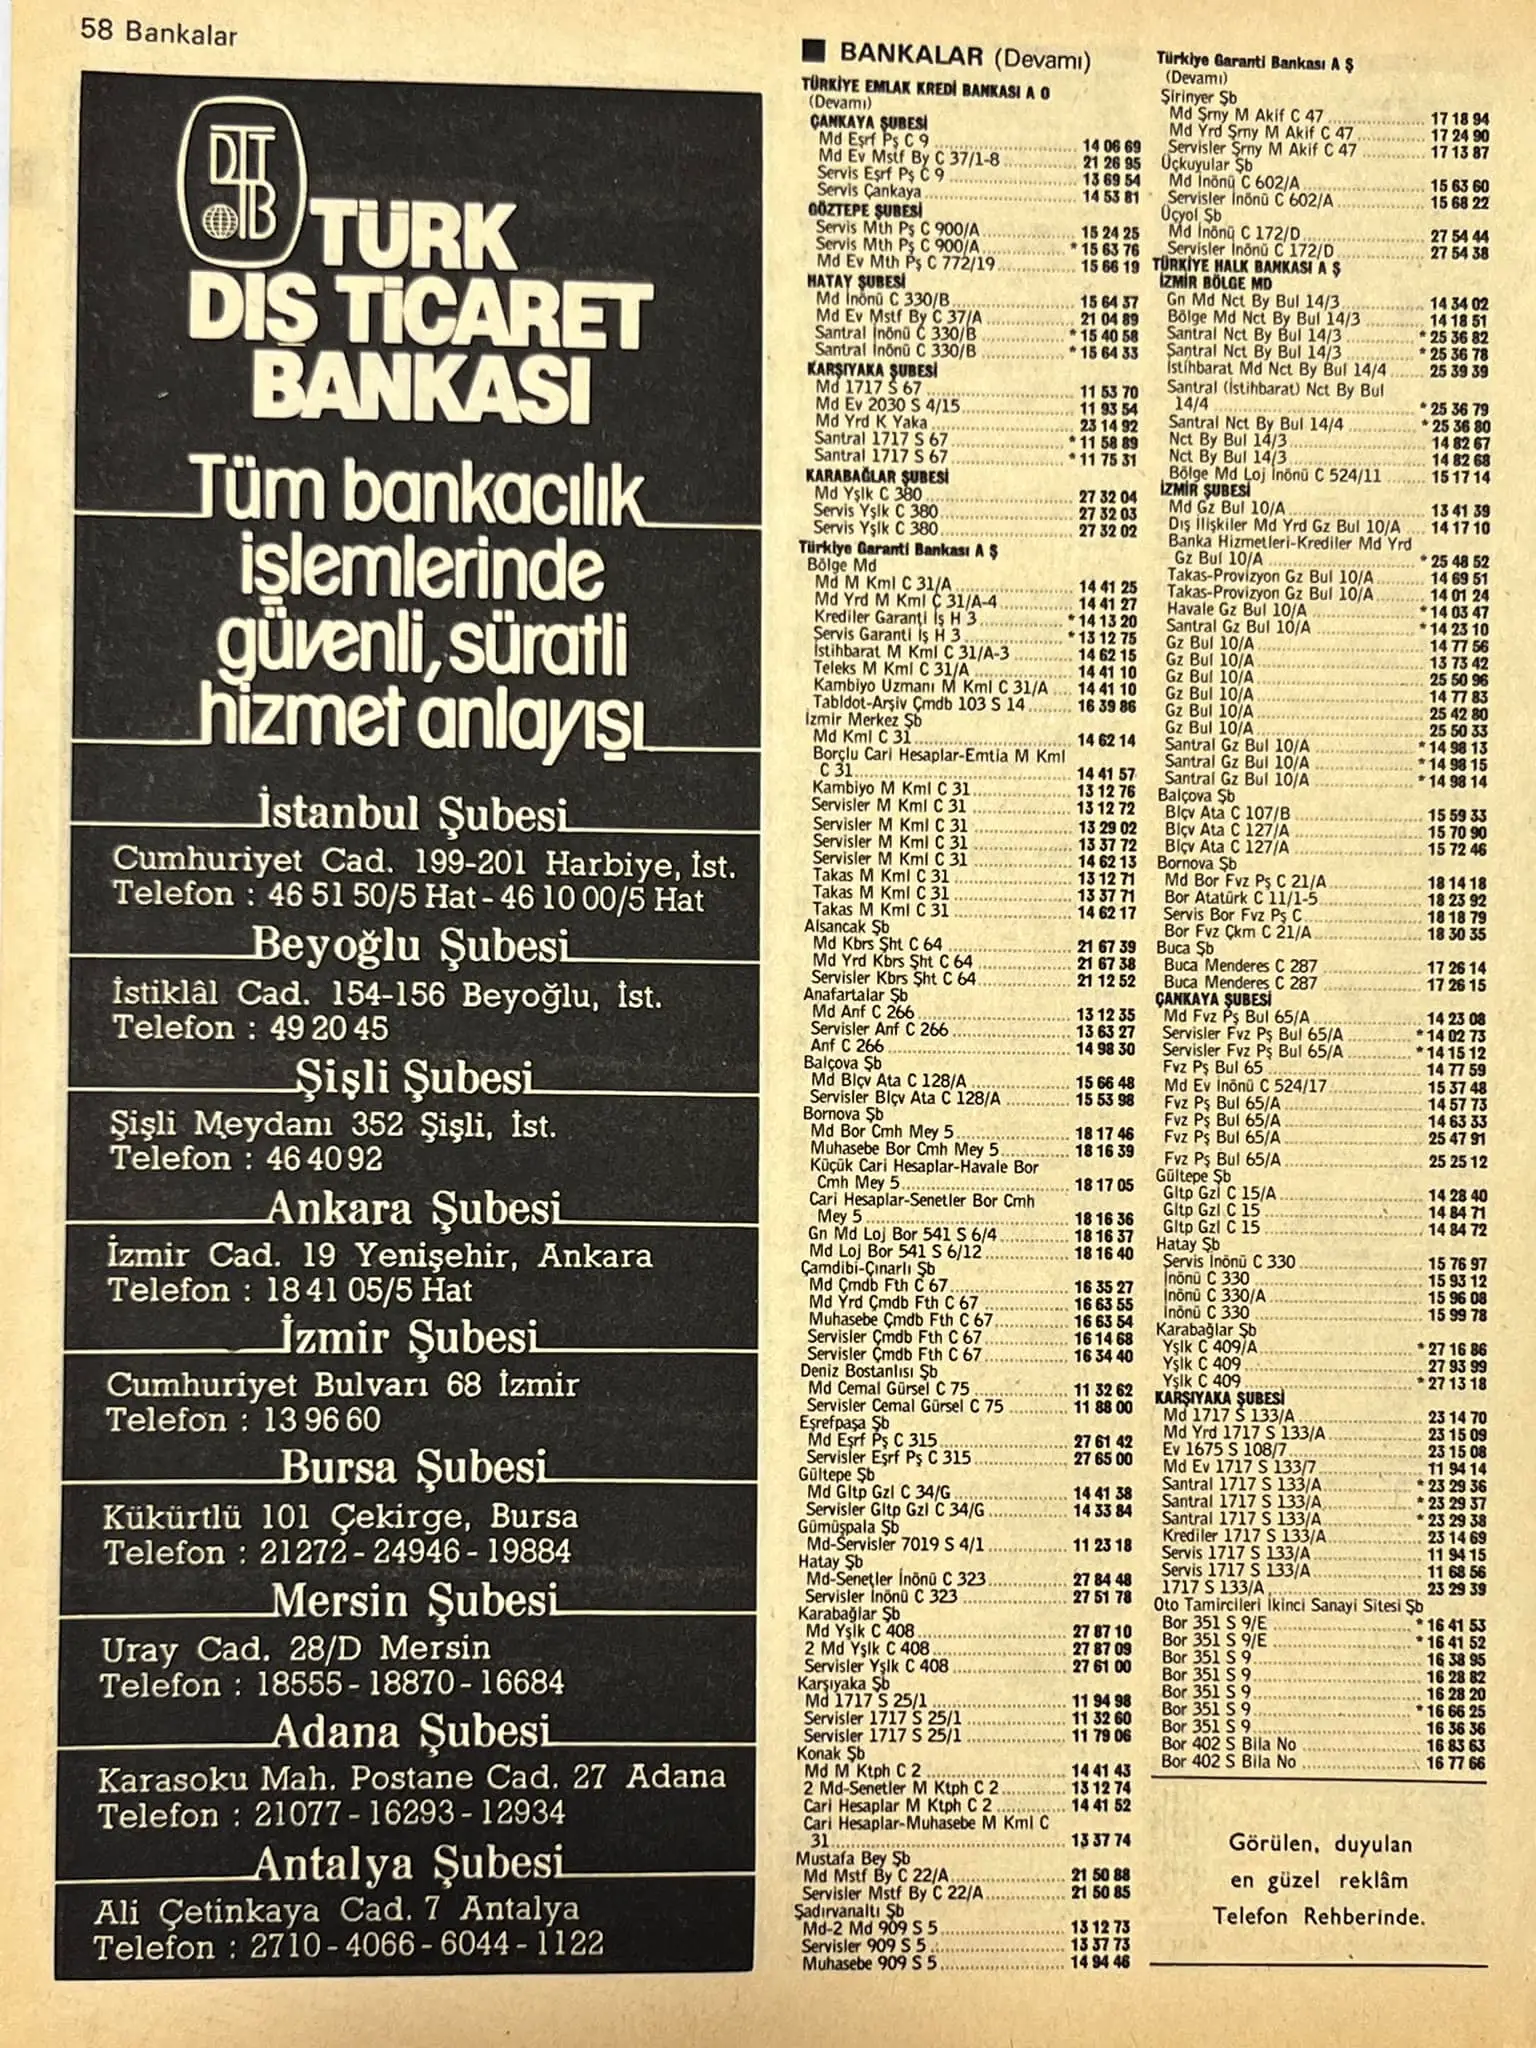 58 Bankalar
DTTB
TÜRK
DIŞ TiCARET
BANKASI
Tüm bankacılık
işlemlerinde
güvenli, süratli
hizmet anlayışı
İstanbul Şubesi
Cumhuriyet Cad. 199-201 Harbiye, İst.
Telefon : 46 51 50/5 Hat - 46 10 00/5 Hat
Beyoğlu Şubesi
İstiklâl Cad. 154-156 Beyoğlu, İst.
Telefon : 49 20 45
Şişli Şubesi
Şişli Meydanı 352 Şişli, İst.
Telefon : 46 40 92
Ankara Şubesi
İzmir Cad. 19 Yenişehir, Ankara
Telefon : 18 41 05/5 Hat
İzmir Şubesi
Cumhuriyet Bulvarı 68 İzmir
Telefon : 13 96 60
Bursa Şubesi
Kükürtlü 101 Çekirge, Bursa
Telefon : 21272 - 24946 - 19884
Mersin Şubesi
Uray Cad. 28/D Mersin
Telefon : 18555 - 18870 - 16684
Adana Şubesi
Karasoku Mah. Postane Cad. 27 Adana
Telefon : 21077 - 16293 - 12934
Antalya Şubesi
Ali Çetinkaya Cad. 7 Antalya
Telefon : 2710 - 4066 - 6044 - 1122
■ BANKALAR (Devamı)
TÜRKİYE EMLAK KREDİ BANKASI A O
(Devamı)
ÇANKAYA ŞUBESİ
Md Eşrf Pş C 9 14 06 69
Md Ev Mstf By C 37/1-8 21 26 95
Servis Eşrf Pş C 9 13 69 54
Servis Çankaya 14 53 81
GÖZTEPE ŞUBESİ
Servis Mth Pş C 900/A 15 24 25
Servis Mth Pş C 900/A * 15 63 76
Md Ev Mth Pş C 772/19 15 66 19
HATAY ŞUBESİ
Md İnönü C 330/B 15 64 37
Md Ev Mstf By C 37/A 21 04 89
Santral İnönü C 330/B * 15 40 58
Santral İnönü C 330/B * 15 64 33
KARŞIYAKA ŞUBESİ
Md 1717 S 67 11 53 70
Md Ev 2030 S 4/15 11 93 54
Md Yrd K Yaka 23 14 92
Santral 1717 S 67 * 11 58 89
Santral 1717 S 67 * 11 75 31
KARABAĞLAR ŞUBESİ
Md Yşlk C 380 27 32 04
Servis Yşlk C 380 27 32 03
Servis Yşlk C 380 27 32 02
Türkiye Garanti Bankası A Ş
Bölge Md
Md M Kml C 31/A 14 41 25
Md Yrd M Kml C 31/A-4 14 41 27
Krediler Garanti İş H 3 * 14 13 20
Servis Garanti İş H 3 * 13 12 75
İstihbarat M Kml C 31/A-3 14 62 15
Teleks M Kml C 31/A 14 41 10
Kambiyo Uzmanı M Kml C 31/A 14 41 10
Tabldot-Arşiv Çmdb 103 S 14 16 39 86
İzmir Merkez Şb
Md Kml C 31 14 62 14
Borçlu Cari Hesaplar-Emtia M Kml
C 31 14 41 57
Kambiyo M Kml C 31 13 12 76
Servisler M Kml C 31 13 12 72
Servisler M Kml C 31 13 29 02
Servisler M Kml C 31 13 37 72
Servisler M Kml C 31 14 62 13
Takas M Kml C 31 13 12 71
Takas M Kml C 31 13 37 71
Takas M Kml C 31 14 62 17
Alsancak Şb
Md Kbrs Şht C 64 21 67 39
Md Yrd Kbrs Şht C 64 21 67 38
Servisler Kbrs Şht C 64 21 12 52
Anafartalar Şb
Md Anf C 266 13 12 35
Servisler Anf C 266 13 63 27
Anf C 266 14 98 30
Balçova Şb
Md Blçv Ata C 128/A 15 66 48
Servisler Blçv Ata C 128/A 15 53 98
Bornova Şb
Md Bor Cmh Mey 5 18 17 46
Muhasebe Bor Cmh Mey 5 18 16 39
Küçük Cari Hesaplar-Havale Bor
Cmh Mey 5 18 17 05
Cari Hesaplar-Senetler Bor Cmh
Mey 5 18 16 36
Gn Md Loj Bor 541 S 6/4 18 16 37
Md Loj Bor 541 S 6/12 18 16 40
Çamdibi-Çınarlı Şb
Md Çmdb Fth C 67 16 35 27
Md Yrd Çmdb Fth C 67 16 63 55
Muhasebe Çmdb Fth C 67 16 63 54
Servisler Çmdb Fth C 67 16 14 68
Servisler Çmdb Fth C 67 16 34 40
Deniz Bostanlısı Şb
Md Cemal Gürsel C 75 11 32 62
Servisler Cemal Gürsel C 75 11 88 00
Eşrefpaşa Şb
Md Eşrf Pş C 315 27 61 42
Servisler Eşrf Pş C 315 27 65 00
Gültepe Şb
Md Gltp Gzl C 34/G 14 41 38
Servisler Gltp Gzl C 34/G 14 33 84
Gümüşpala Şb
Md-Servisler 7019 S 4/1 11 23 18
Hatay Şb
Md-Senetler İnönü C 323 27 84 48
Servisler İnönü C 323 27 51 78
Karabağlar Şb
Md Yşlk C 408 27 87 10
2 Md Yşlk C 408 27 87 09
Servisler Yşlk C 408 27 61 00
Karşıyaka Şb
Md 1717 S 25/1 11 94 98
Servisler 1717 S 25/1 11 32 60
Servisler 1717 S 25/1 11 79 06
Konak Şb
Md M Ktph C 2 14 41 43
2 Md-Senetler M Ktph C 2 13 12 74
Cari Hesaplar M Ktph C 2 14 41 52
Cari Hesaplar-Muhasebe M Kml C
31 13 37 74
Mustafa Bey Şb
Md Mstf By C 22/A 21 50 88
Servisler Mstf By C 22/A 21 50 85
Şadırvanaltı Şb
Md-2 Md 909 S 5 13 12 73
Servisler 909 S 5 13 37 73
Muhasebe 909 S 5 14 94 46
Türkiye Garanti Bankası A Ş
(Devamı)
Şirinyer Şb
Md Şrny M Akif C 47 17 18 94
Md Yrd Şrny M Akif C 47 17 24 90
Servisler Şrny M Akif C 47 17 13 87
Üçkuyular Şb
Md İnönü C 602/A 15 63 60
Servisler İnönü C 602/A 15 68 22
Üçyol Şb
Md İnönü C 172/D 27 54 44
Servisler İnönü C 172/D 27 54 38
TÜRKİYE HALK BANKASI A Ş
İZMİR BÖLGE MD
Gn Md Nct By Bul 14/3 14 34 02
Bölge Md Nct By Bul 14/3 14 18 51
Santral Nct By Bul 14/3 * 25 36 82
Santral Nct By Bul 14/3 * 25 36 78
İstihbarat Md Nct By Bul 14/4 25 39 39
Santral (İstihbarat) Nct By Bul
14/4 * 25 36 79
Santral Nct By Bul 14/4 * 25 36 80
Nct By Bul 14/3 14 82 67
Nct By Bul 14/3 14 82 68
Bölge Md Loj İnönü C 524/11 15 17 14
İZMİR ŞUBESİ
Md Gz Bul 10/A 13 41 39
Dış İlişkiler Md Yrd Gz Bul 10/A 14 17 10
Banka Hizmetleri-Krediler Md Yrd
Gz Bul 10/A * 25 48 52
Takas-Provizyon Gz Bul 10/A 14 69 51
Takas-Provizyon Gz Bul 10/A 14 01 24
Havale Gz Bul 10/A * 14 03 47
Santral Gz Bul 10/A * 14 23 10
Gz Bul 10/A 14 77 56
Gz Bul 10/A 13 73 42
Gz Bul 10/A 25 50 96
Gz Bul 10/A 14 77 83
Gz Bul 10/A 25 42 80
Gz Bul 10/A 25 50 33
Santral Gz Bul 10/A * 14 98 13
Santral Gz Bul 10/A * 14 98 15
Santral Gz Bul 10/A * 14 98 14
Balçova Şb
Blçv Ata C 107/B 15 59 33
Blçv Ata C 127/A 15 70 90
Blçv Ata C 127/A 15 72 46
Bornova Şb
Md Bor Fvz Pş C 21/A 18 14 18
Bor Atatürk C 11/1-5 18 23 92
Servis Bor Fvz Pş C 18 18 79
Bor Fvz Çkm C 21/A 18 30 35
Buca Şb
Buca Menderes C 287 17 26 14
Buca Menderes C 287 17 26 15
ÇANKAYA ŞUBESİ
Md Fvz Pş Bul 65/A 14 23 08
Servisler Fvz Pş Bul 65/A * 14 02 73
Servisler Fvz Pş Bul 65/A * 14 15 12
Fvz Pş Bul 65 14 77 59
Md Ev İnönü C 524/17 15 37 48
Fvz Pş Bul 65/A 14 57 73
Fvz Pş Bul 65/A 14 63 33
Fvz Pş Bul 65/A 25 47 91
Fvz Pş Bul 65/A 25 25 12
Gültepe Şb
Gltp Gzl C 15/A 14 28 40
Gltp Gzl C 15 14 84 71
Gltp Gzl C 15 14 84 72
Hatay Şb
Servis İnönü C 330 15 76 97
İnönü C 330 15 93 12
İnönü C 330/A 15 96 08
İnönü C 330 15 99 78
Karabağlar Şb
Yşlk C 409/A * 27 16 86
Yşlk C 409 27 93 99
Yşlk C 409 * 27 13 18
KARŞIYAKA ŞUBESİ
Md 1717 S 133/A 23 14 70
Md Yrd 1717 S 133/A 23 15 09
Ev 1675 S 108/7 23 15 08
Md Ev 1717 S 133/7 11 94 14
Santral 1717 S 133/A * 23 29 36
Santral 1717 S 133/A * 23 29 37
Santral 1717 S 133/A * 23 29 38
Krediler 1717 S 133/A 23 14 69
Servis 1717 S 133/A 11 94 15
Servis 1717 S 133/A 11 68 56
1717 S 133/A 23 29 39
Oto Tamircileri İkinci Sanayi Sitesi Şb
Bor 351 S 9/E * 16 41 53
Bor 351 S 9/E * 16 41 52
Bor 351 S 9 16 38 95
Bor 351 S 9 16 28 82
Bor 351 S 9 16 28 20
Bor 351 S 9 * 16 66 25
Bor 351 S 9 16 36 36
Bor 402 S Bila No 16 83 63
Bor 402 S Bila No 16 77 66
Görülen, duyulan
en güzel reklâm
Telefon Rehberinde.